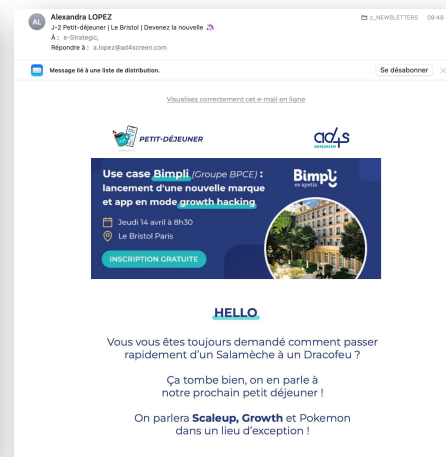 AL
Alexandra LOPEZ
z_NEWSLETTERS 09:48
J-2 Petit-déjeuner | Le Bristol | Devenez la nouvelle 🦄
À : e-Strategic,
Répondre à : a.lopez@ad4screen.com
Message lié à une liste de distribution.
Se désabonner
Visualisez correctement cet e-mail en ligne
PETIT-DÉJEUNER
ad4s
AD4SCREEN
Use case Bimpli (Groupe BPCE) :
lancement d'une nouvelle marque
et app en mode growth hacking
Bimpli
ex apetiz
Jeudi 14 avril à 8h30
Le Bristol Paris
INSCRIPTION GRATUITE
HELLO
Vous vous êtes toujours demandé comment passer
rapidement d'un Salamèche à un Dracofeu ?
Ça tombe bien, on en parle à
notre prochain petit déjeuner !
On parlera Scaleup, Growth et Pokemon
dans un lieu d'exception !